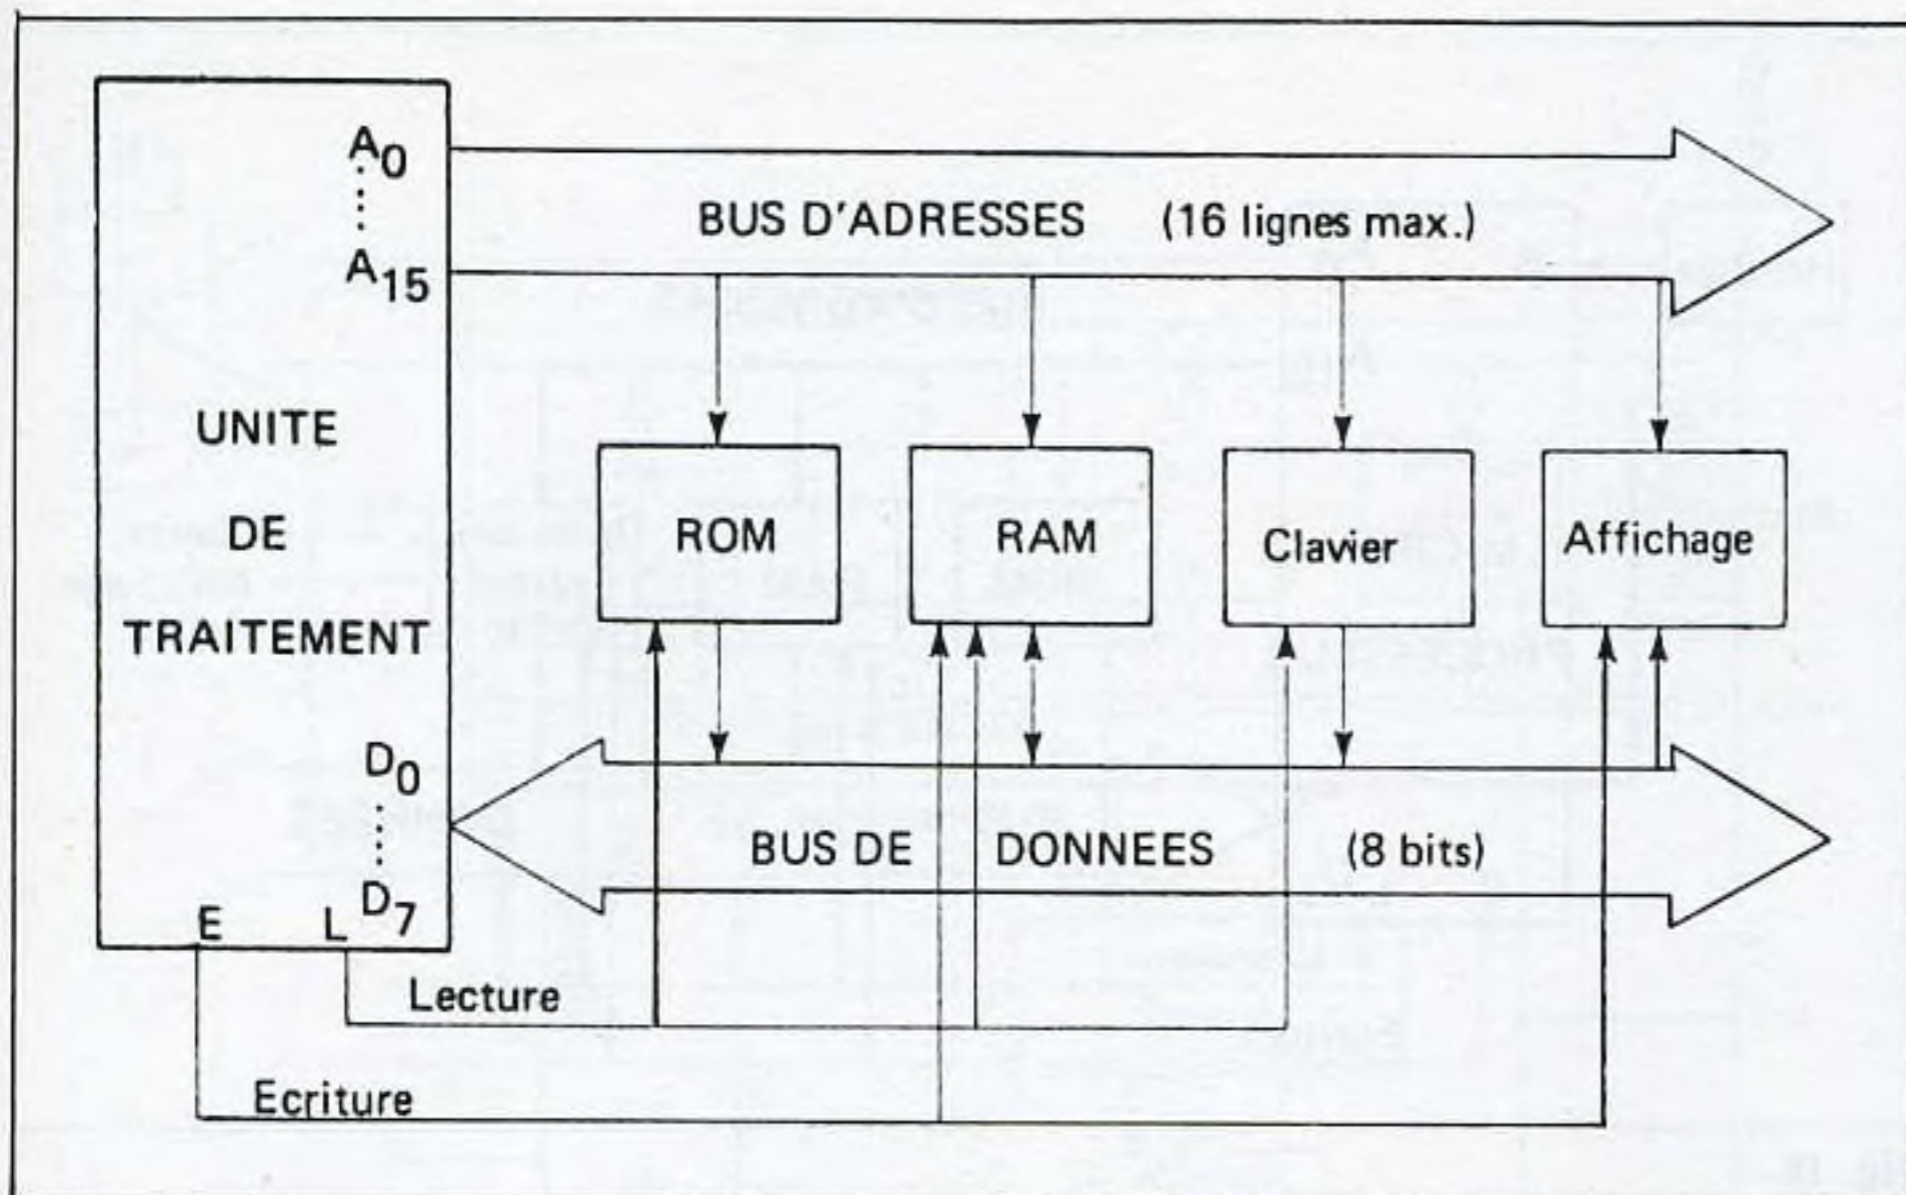 A0
A15
BUS D'ADRESSES (16 lignes max.)
UNITE
DE
TRAITEMENT
ROM
RAM
Clavier
Affichage
D0
D7
BUS DE DONNEES (8 bits)
E
L
Lecture
Ecriture